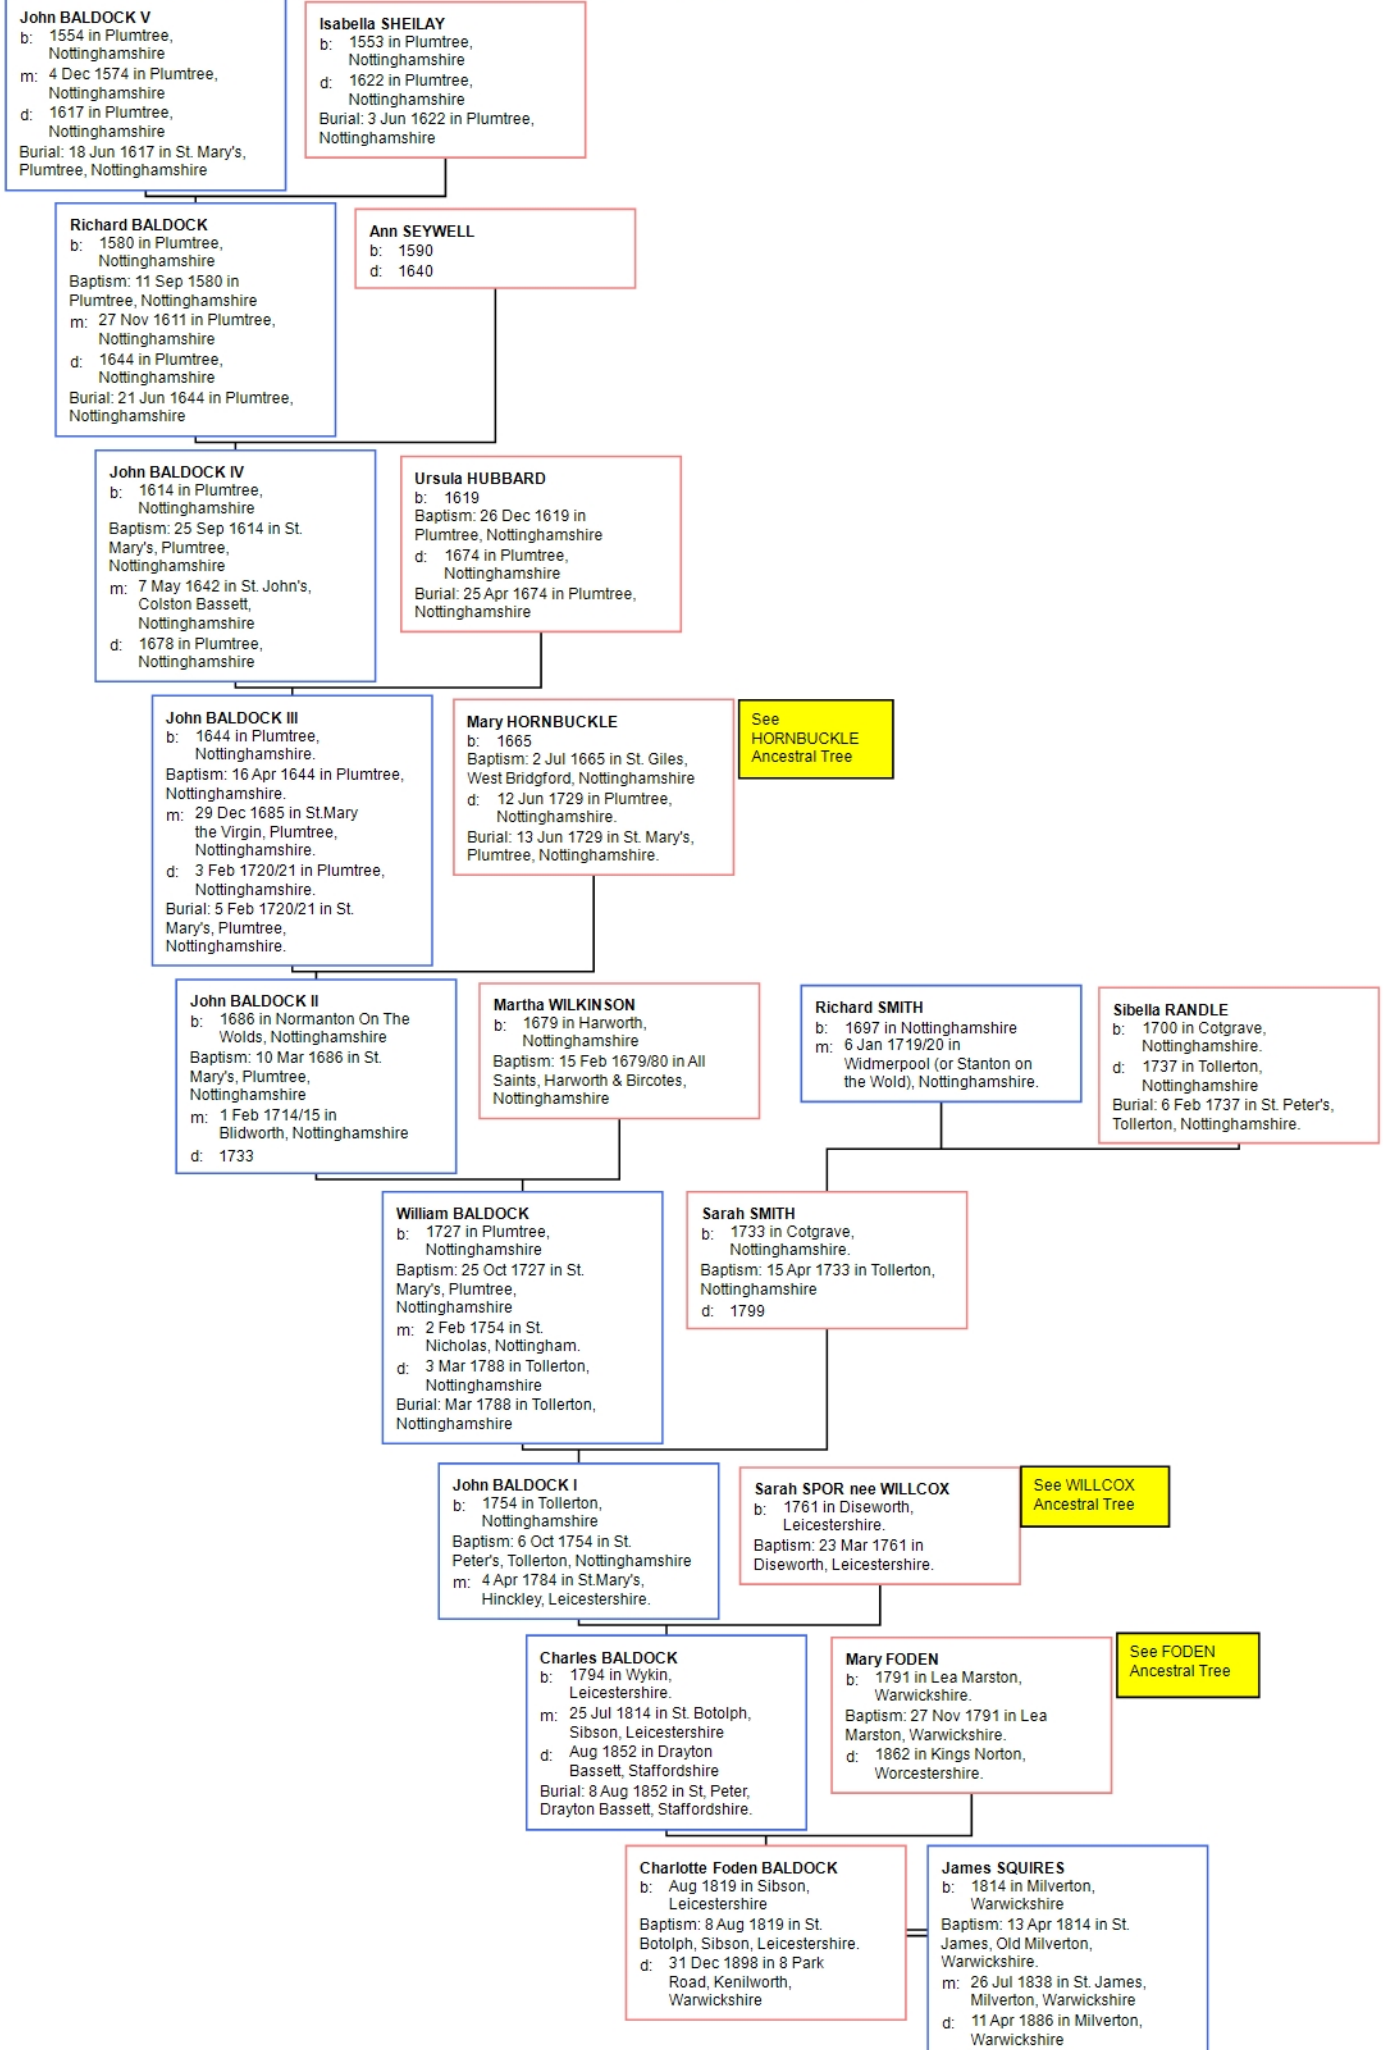 John BALDOCK V
b: 1554 in Plumtree,
Nottinghamshire
m: 4 Dec 1574 in Plumtree,
Nottinghamshire
d: 1617 in Plumtree,
Nottinghamshire
Burial: 18 Jun 1617 in St. Mary's,
Plumtree, Nottinghamshire
Isabella SHEILAY
b: 1553 in Plumtree,
Nottinghamshire
d: 1622 in Plumtree,
Nottinghamshire
Burial: 3 Jun 1622 in Plumtree,
Nottinghamshire
Richard BALDOCK
b: 1580 in Plumtree,
Nottinghamshire
Baptism: 11 Sep 1580 in
Plumtree, Nottinghamshire
m: 27 Nov 1611 in Plumtree,
Nottinghamshire
d: 1644 in Plumtree,
Nottinghamshire
Burial: 21 Jun 1644 in Plumtree,
Nottinghamshire
Ann SEYWELL
b: 1590
d: 1640
John BALDOCK IV
b: 1614 in Plumtree,
Nottinghamshire
Baptism: 25 Sep 1614 in St.
Mary's, Plumtree,
Nottinghamshire
m: 7 May 1642 in St. John's,
Colston Bassett,
Nottinghamshire
d: 1678 in Plumtree,
Nottinghamshire
Ursula HUBBARD
b: 1619
Baptism: 26 Dec 1619 in
Plumtree, Nottinghamshire
d: 1674 in Plumtree,
Nottinghamshire
Burial: 25 Apr 1674 in Plumtree,
Nottinghamshire
John BALDOCK III
b: 1644 in Plumtree,
Nottinghamshire.
Baptism: 16 Apr 1644 in Plumtree,
Nottinghamshire.
m: 29 Dec 1685 in St.Mary
the Virgin, Plumtree,
Nottinghamshire.
d: 3 Feb 1720/21 in Plumtree,
Nottinghamshire.
Burial: 5 Feb 1720/21 in St.
Mary's, Plumtree,
Nottinghamshire.
Mary HORNBUCKLE
b: 1665
Baptism: 2 Jul 1665 in St. Giles,
West Bridgford, Nottinghamshire
d: 12 Jun 1729 in Plumtree,
Nottinghamshire.
Burial: 13 Jun 1729 in St. Mary's,
Plumtree, Nottinghamshire.
See
HORNBUCKLE
Ancestral Tree
John BALDOCK II
b: 1686 in Normanton On The
Wolds, Nottinghamshire
Baptism: 10 Mar 1686 in St.
Mary's, Plumtree,
Nottinghamshire
m: 1 Feb 1714/15 in
Blidworth, Nottinghamshire
d: 1733
Martha WILKINSON
b: 1679 in Harworth,
Nottinghamshire
Baptism: 15 Feb 1679/80 in All
Saints, Harworth & Bircotes,
Nottinghamshire
Richard SMITH
b: 1697 in Nottinghamshire
m: 6 Jan 1719/20 in
Widmerpool (or Stanton on
the Wold), Nottinghamshire.
Sibella RANDLE
b: 1700 in Cotgrave,
Nottinghamshire.
d: 1737 in Tollerton,
Nottinghamshire
Burial: 6 Feb 1737 in St. Peter's,
Tollerton, Nottinghamshire.
William BALDOCK
b: 1727 in Plumtree,
Nottinghamshire
Baptism: 25 Oct 1727 in St.
Mary's, Plumtree,
Nottinghamshire
m: 2 Feb 1754 in St.
Nicholas, Nottingham.
d: 3 Mar 1788 in Tollerton,
Nottinghamshire
Burial: Mar 1788 in Tollerton,
Nottinghamshire
Sarah SMITH
b: 1733 in Cotgrave,
Nottinghamshire.
Baptism: 15 Apr 1733 in Tollerton,
Nottinghamshire
d: 1799
John BALDOCK I
b: 1754 in Tollerton,
Nottinghamshire
Baptism: 6 Oct 1754 in St.
Peter's, Tollerton, Nottinghamshire
m: 4 Apr 1784 in St.Mary's,
Hinckley, Leicestershire.
Sarah SPOR nee WILLCOX
b: 1761 in Diseworth,
Leicestershire.
Baptism: 23 Mar 1761 in
Diseworth, Leicestershire.
See WILLCOX
Ancestral Tree
Charles BALDOCK
b: 1794 in Wykin,
Leicestershire.
m: 25 Jul 1814 in St. Botolph,
Sibson, Leicestershire
d: Aug 1852 in Drayton
Bassett, Staffordshire
Burial: 8 Aug 1852 in St, Peter,
Drayton Bassett, Staffordshire.
Mary FODEN
b: 1791 in Lea Marston,
Warwickshire.
Baptism: 27 Nov 1791 in Lea
Marston, Warwickshire.
d: 1862 in Kings Norton,
Worcestershire.
See FODEN
Ancestral Tree
Charlotte Foden BALDOCK
b: Aug 1819 in Sibson,
Leicestershire
Baptism: 8 Aug 1819 in St.
Botolph, Sibson, Leicestershire.
d: 31 Dec 1898 in 8 Park
Road, Kenilworth,
Warwickshire
James SQUIRES
b: 1814 in Milverton,
Warwickshire
Baptism: 13 Apr 1814 in St.
James, Old Milverton,
Warwickshire.
m: 26 Jul 1838 in St. James,
Milverton, Warwickshire
d: 11 Apr 1886 in Milverton,
Warwickshire